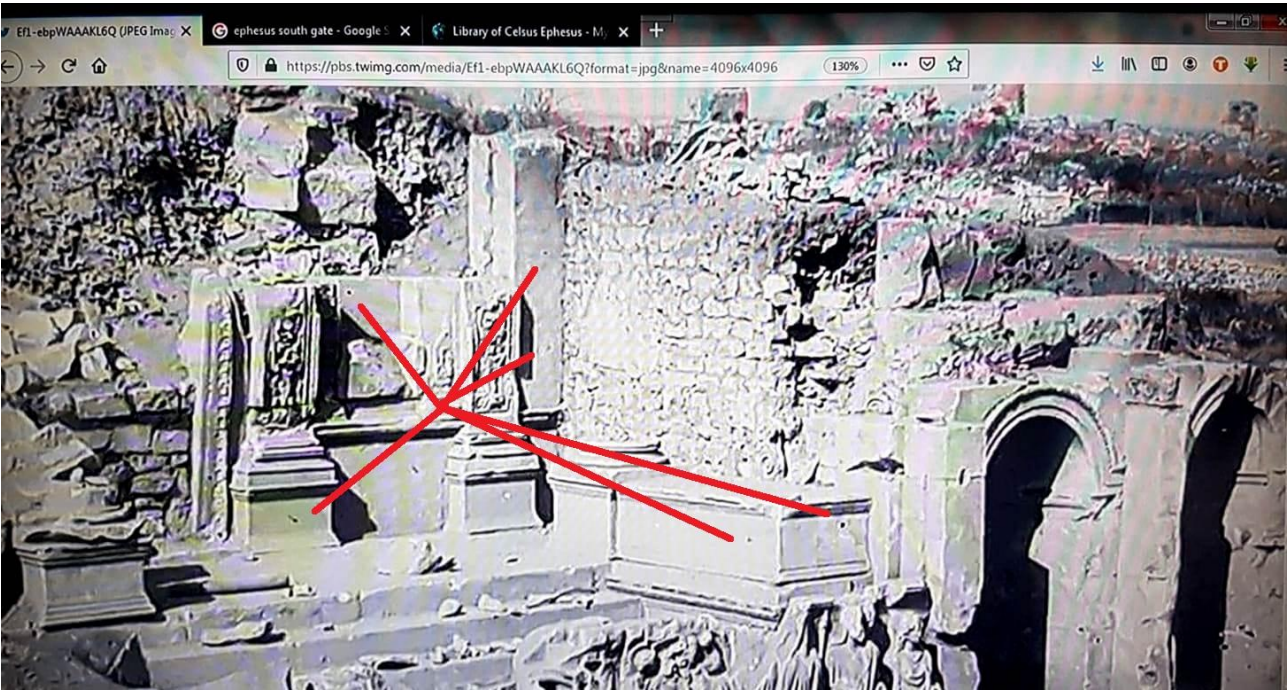 Ef1-ebpWAAAKL6Q (JPEG Imag
ephesus south gate - Google S
Library of Celsus Ephesus - My
https://pbs.twimg.com/media/Ef1-ebpWAAAKL6Q?format=jpg&name=4096x4096
130%